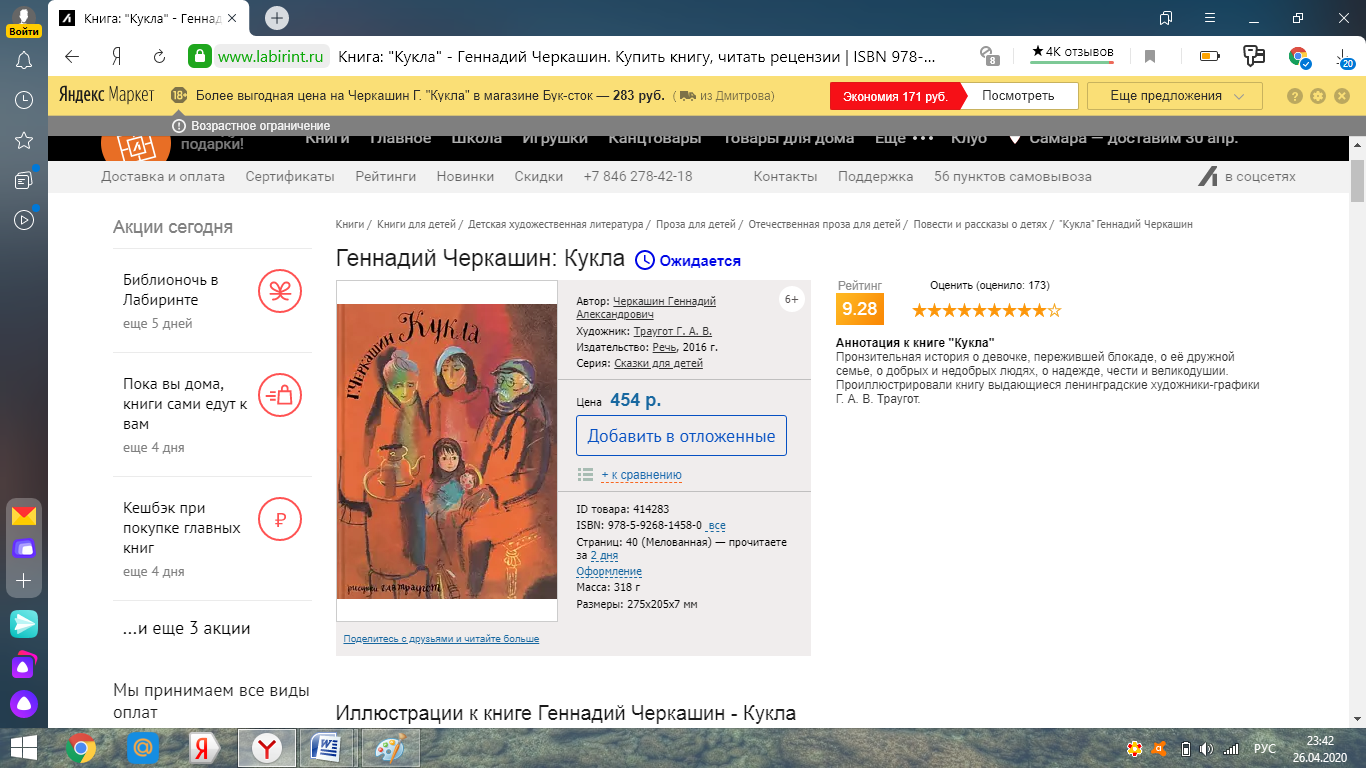 Книга: "Кукла" - Геннад
Войти
www.labirint.ru
Книга: "Кукла" - Геннадий Черкашин. Купить книгу, читать рецензии | ISBN 978-...
8
★4K отзывов
20
Яндекс Маркет
18+
Более выгодная цена на Черкашин Г. "Кукла" в магазине Бук-сток — 283 руб. ( из Дмитрова)
Экономия 171 руб.
Посмотреть
Еще предложения
Возрастное ограничение
подарки!
Книги
Главное
Школа
Игрушки
Канцтовары
Товары для дома
Еще •••
Клуб
Самара — доставим 30 апр.
Доставка и оплата
Сертификаты
Рейтинги
Новинки
Скидки
+7 846 278-42-18
Контакты
Поддержка
56 пунктов самовывоза
в соцсетях
Акции сегодня
Библионочь в
Лабиринте
еще 5 дней
Пока вы дома,
книги сами едут к
вам
еще 4 дня
Кешбэк при
покупке главных
книг
еще 4 дня
...и еще 3 акции
Мы принимаем все виды
оплат
Книги / Книги для детей / Детская художественная литература / Проза для детей / Отечественная проза для детей / Повести и рассказы о детях / "Кукла" Геннадий Черкашин
Геннадий Черкашин: Кукла
Ожидается
Г. Черкашин
Кукла
рисунки Г.А.В. Траугот
Поделитесь с друзьями и читайте больше
6+
Автор: Черкашин Геннадий
Александрович
Художник: Траугот Г. А. В.
Издательство: Речь, 2016 г.
Серия: Сказки для детей
Цена 454 р.
Добавить в отложенные
+ к сравнению
ID товара: 414283
ISBN: 978-5-9268-1458-0 все
Страниц: 40 (Мелованная) — прочитаете
за 2 дня
Оформление
Масса: 318 г
Размеры: 275x205x7 мм
Рейтинг
9.28
Оценить (оценило: 173)
Аннотация к книге "Кукла"
Пронзительная история о девочке, пережившей блокаде, о её дружной
семье, о добрых и недобрых людях, о надежде, чести и великодушии.
Проиллюстрировали книгу выдающиеся ленинградские художники-графики
Г. А. В. Траугот.
Иллюстрации к книге Геннадий Черкашин - Кукла
РУС
23:42
26.04.2020